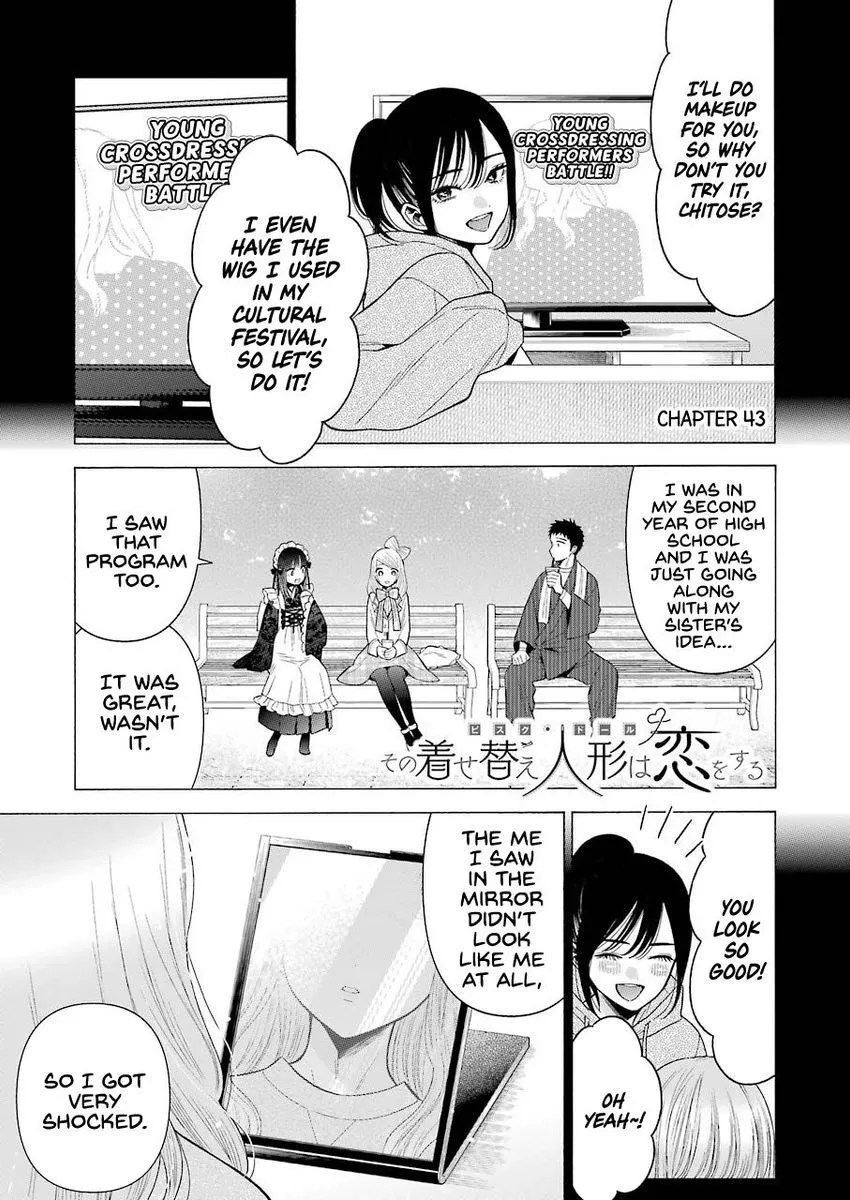 I'LL DO
MAKEUP
FOR YOU,
SO WHY
DON'T YOU
TRY IT,
CHITOSE?
YOUNG
CROSSDRESSING
PERFORMERS
BATTLE!!
YOUNG
CROSSDRESSING
PERFORMERS
BATTLE!!
I EVEN
HAVE THE
WIG I USED
IN MY
CULTURAL
FESTIVAL,
SO LET'S
DO IT!
CHAPTER 43
I WAS IN
MY SECOND
YEAR OF HIGH
SCHOOL
AND I WAS
JUST GOING
ALONG
WITH MY
SISTER'S
IDEA...
I SAW
THAT
PROGRAM
TOO.
IT WAS
GREAT,
WASN'T
IT.
ビスク・ドール
その着せ替え人形は恋をする
YOU
LOOK
SO
GOOD!
OH
YEAH~!
THE ME
I SAW
IN THE
MIRROR
DIDN'T
LOOK
LIKE ME
AT ALL,
SO I GOT
VERY
SHOCKED.